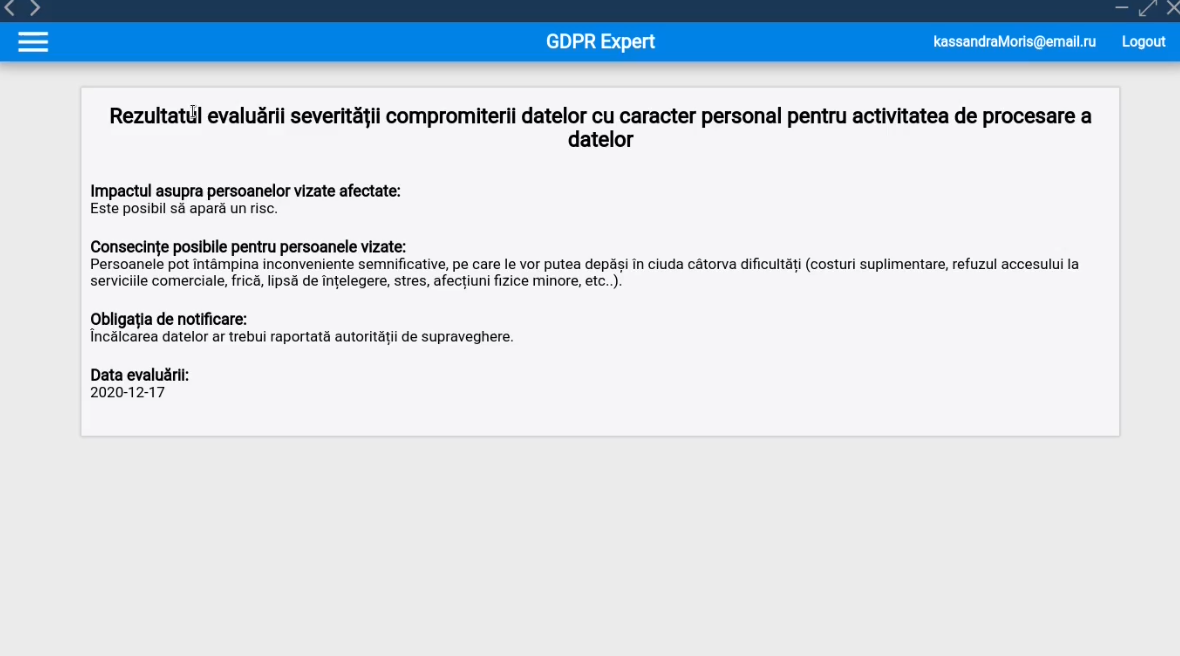 GDPR Expert
kassandraMoris@email.ru
Logout
Rezultatul evaluării severității compromiterii datelor cu caracter personal pentru activitatea de procesare a
datelor
Impactul asupra persoanelor vizate afectate:
Este posibil să apară un risc.
Consecințe posibile pentru persoanele vizate:
Persoanele pot întâmpina inconveniente semnificative, pe care le vor putea depăși în ciuda câtorva dificultăți (costuri suplimentare, refuzul accesului la
serviciile comerciale, frică, lipsă de înțelegere, stres, afecțiuni fizice minore, etc..).
Obligația de notificare:
Încălcarea datelor ar trebui raportată autorității de supraveghere.
Data evaluării:
2020-12-17